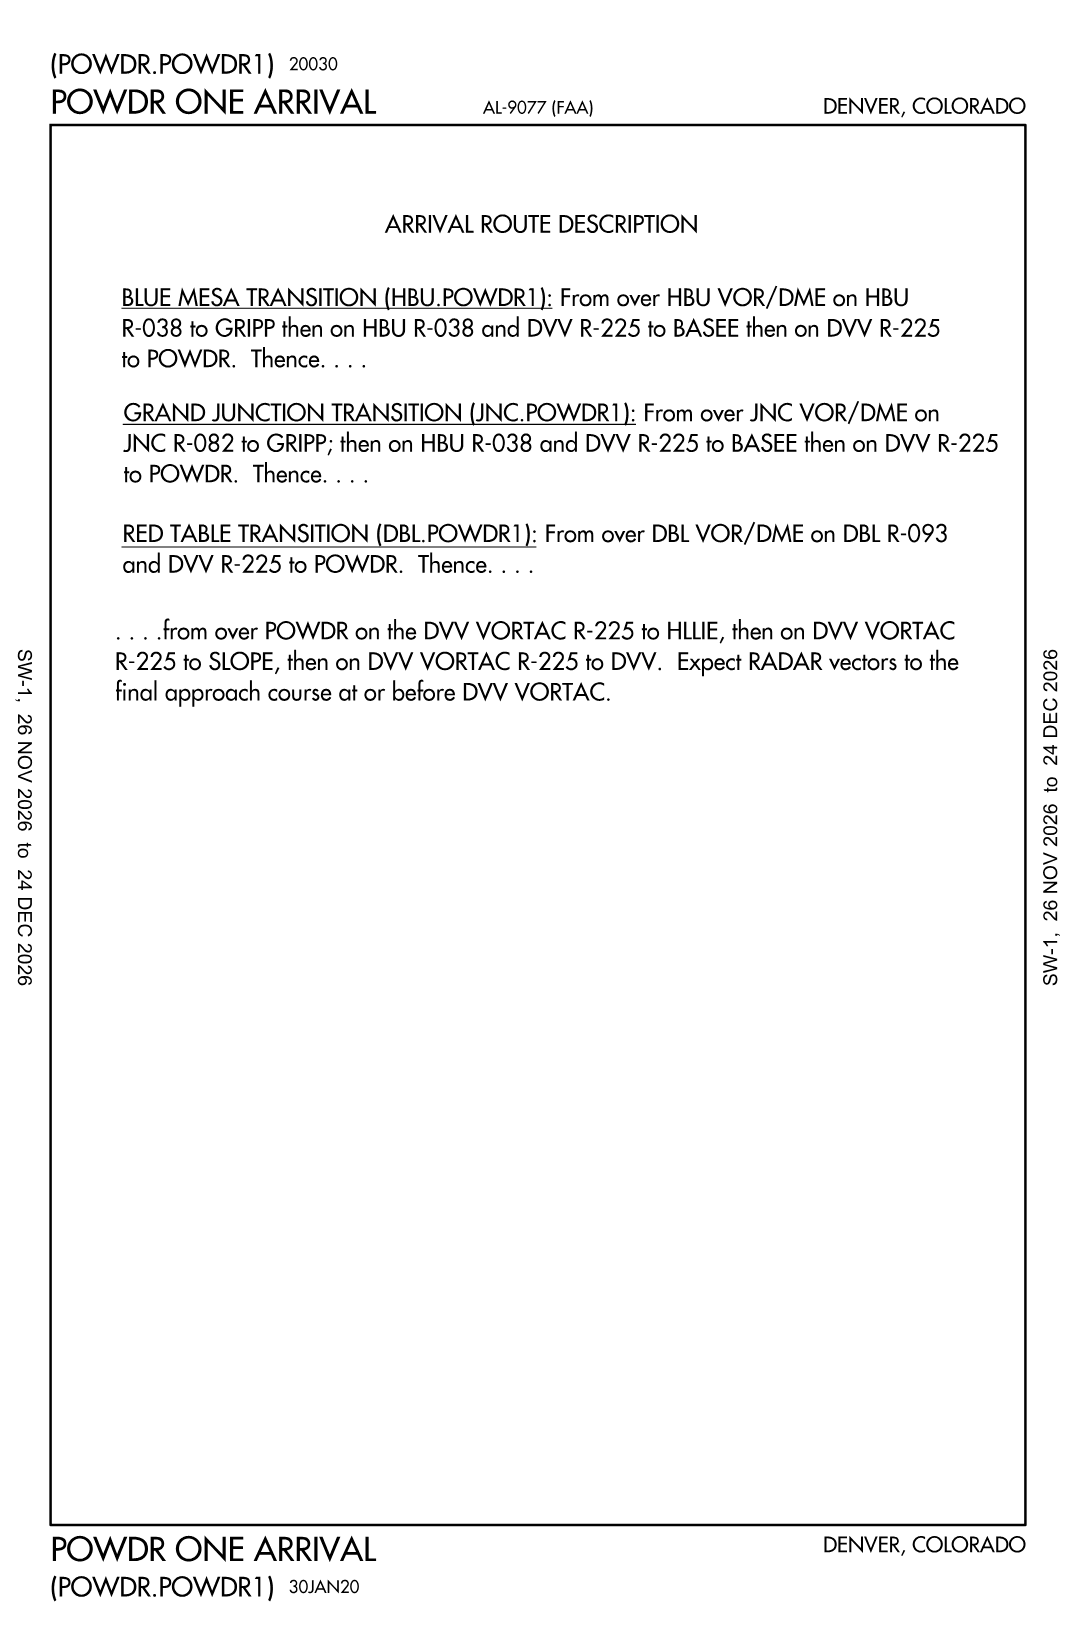 (POWDR.POWDR1) 20030
POWDR ONE ARRIVAL AL-9077 (FAA) DENVER, COLORADO
ARRIVAL ROUTE DESCRIPTION
BLUE MESA TRANSITION (HBU.POWDR1): From over HBU VOR/DME on HBU
R-038 to GRIPP then on HBU R-038 and DVV R-225 to BASEE then on DVV R-225
to POWDR. Thence. . . .
GRAND JUNCTION TRANSITION (JNC.POWDR1): From over JNC VOR/DME on
JNC R-082 to GRIPP; then on HBU R-038 and DVV R-225 to BASEE then on DVV R-225
to POWDR. Thence. . . .
RED TABLE TRANSITION (DBL.POWDR1): From over DBL VOR/DME on DBL R-093
and DVV R-225 to POWDR. Thence. . . .
. . . .from over POWDR on the DVV VORTAC R-225 to HLLIE, then on DVV VORTAC
R-225 to SLOPE, then on DVV VORTAC R-225 to DVV. Expect RADAR vectors to the
final approach course at or before DVV VORTAC.
SW-1, 26 NOV 2026 to 24 DEC 2026
SW-1, 26 NOV 2026 to 24 DEC 2026
POWDR ONE ARRIVAL DENVER, COLORADO
(POWDR.POWDR1) 30JAN20